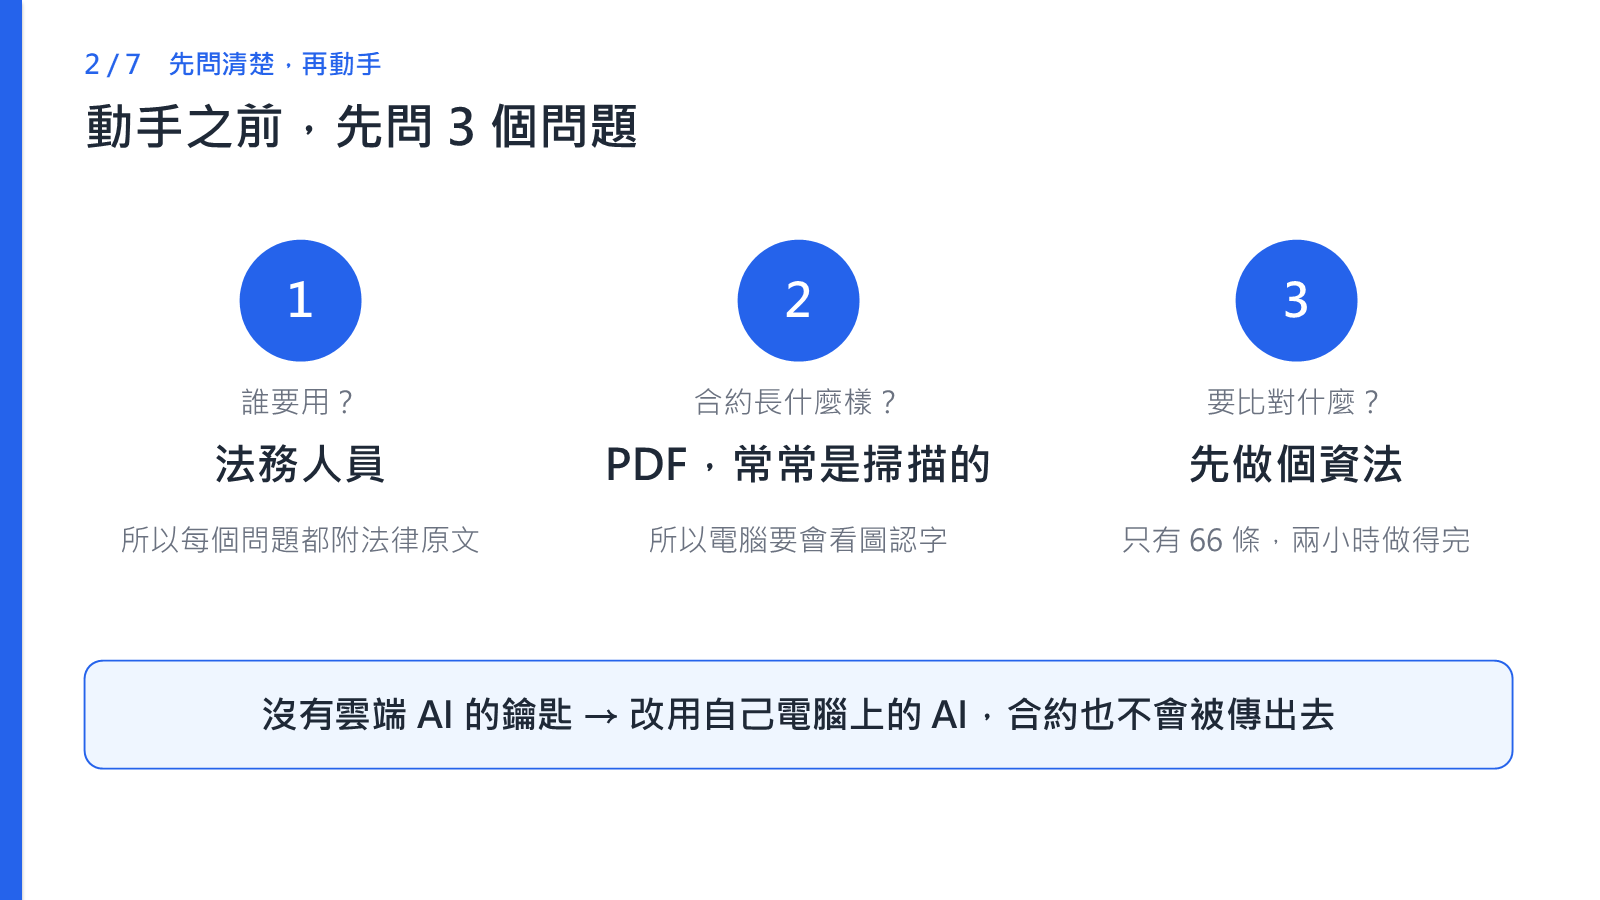 2 / 7　先問清楚，再動手
動手之前，先問 3 個問題
1
2
3
誰要用？
合約長什麼樣？
要比對什麼？
法務人員
PDF，常常是掃描的
先做個資法
所以每個問題都附法律原文
所以電腦要會看圖認字
只有 66 條，兩小時做得完
沒有雲端 AI 的鑰匙 → 改用自己電腦上的 AI，合約也不會被傳出去